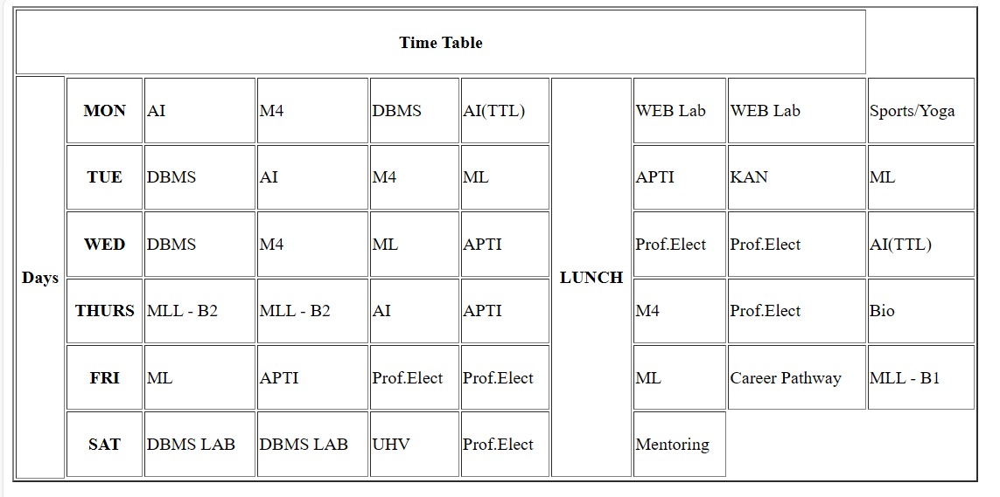 Time Table
Days MON AI M4 DBMS AI(TTL) LUNCH WEB Lab WEB Lab Sports/Yoga
TUE DBMS AI M4 ML APTI KAN ML
WED DBMS M4 ML APTI Prof.Elect Prof.Elect AI(TTL)
THURS MLL - B2 MLL - B2 AI APTI M4 Prof.Elect Bio
FRI ML APTI Prof.Elect Prof.Elect ML Career Pathway MLL - B1
SAT DBMS LAB DBMS LAB UHV Prof.Elect Mentoring